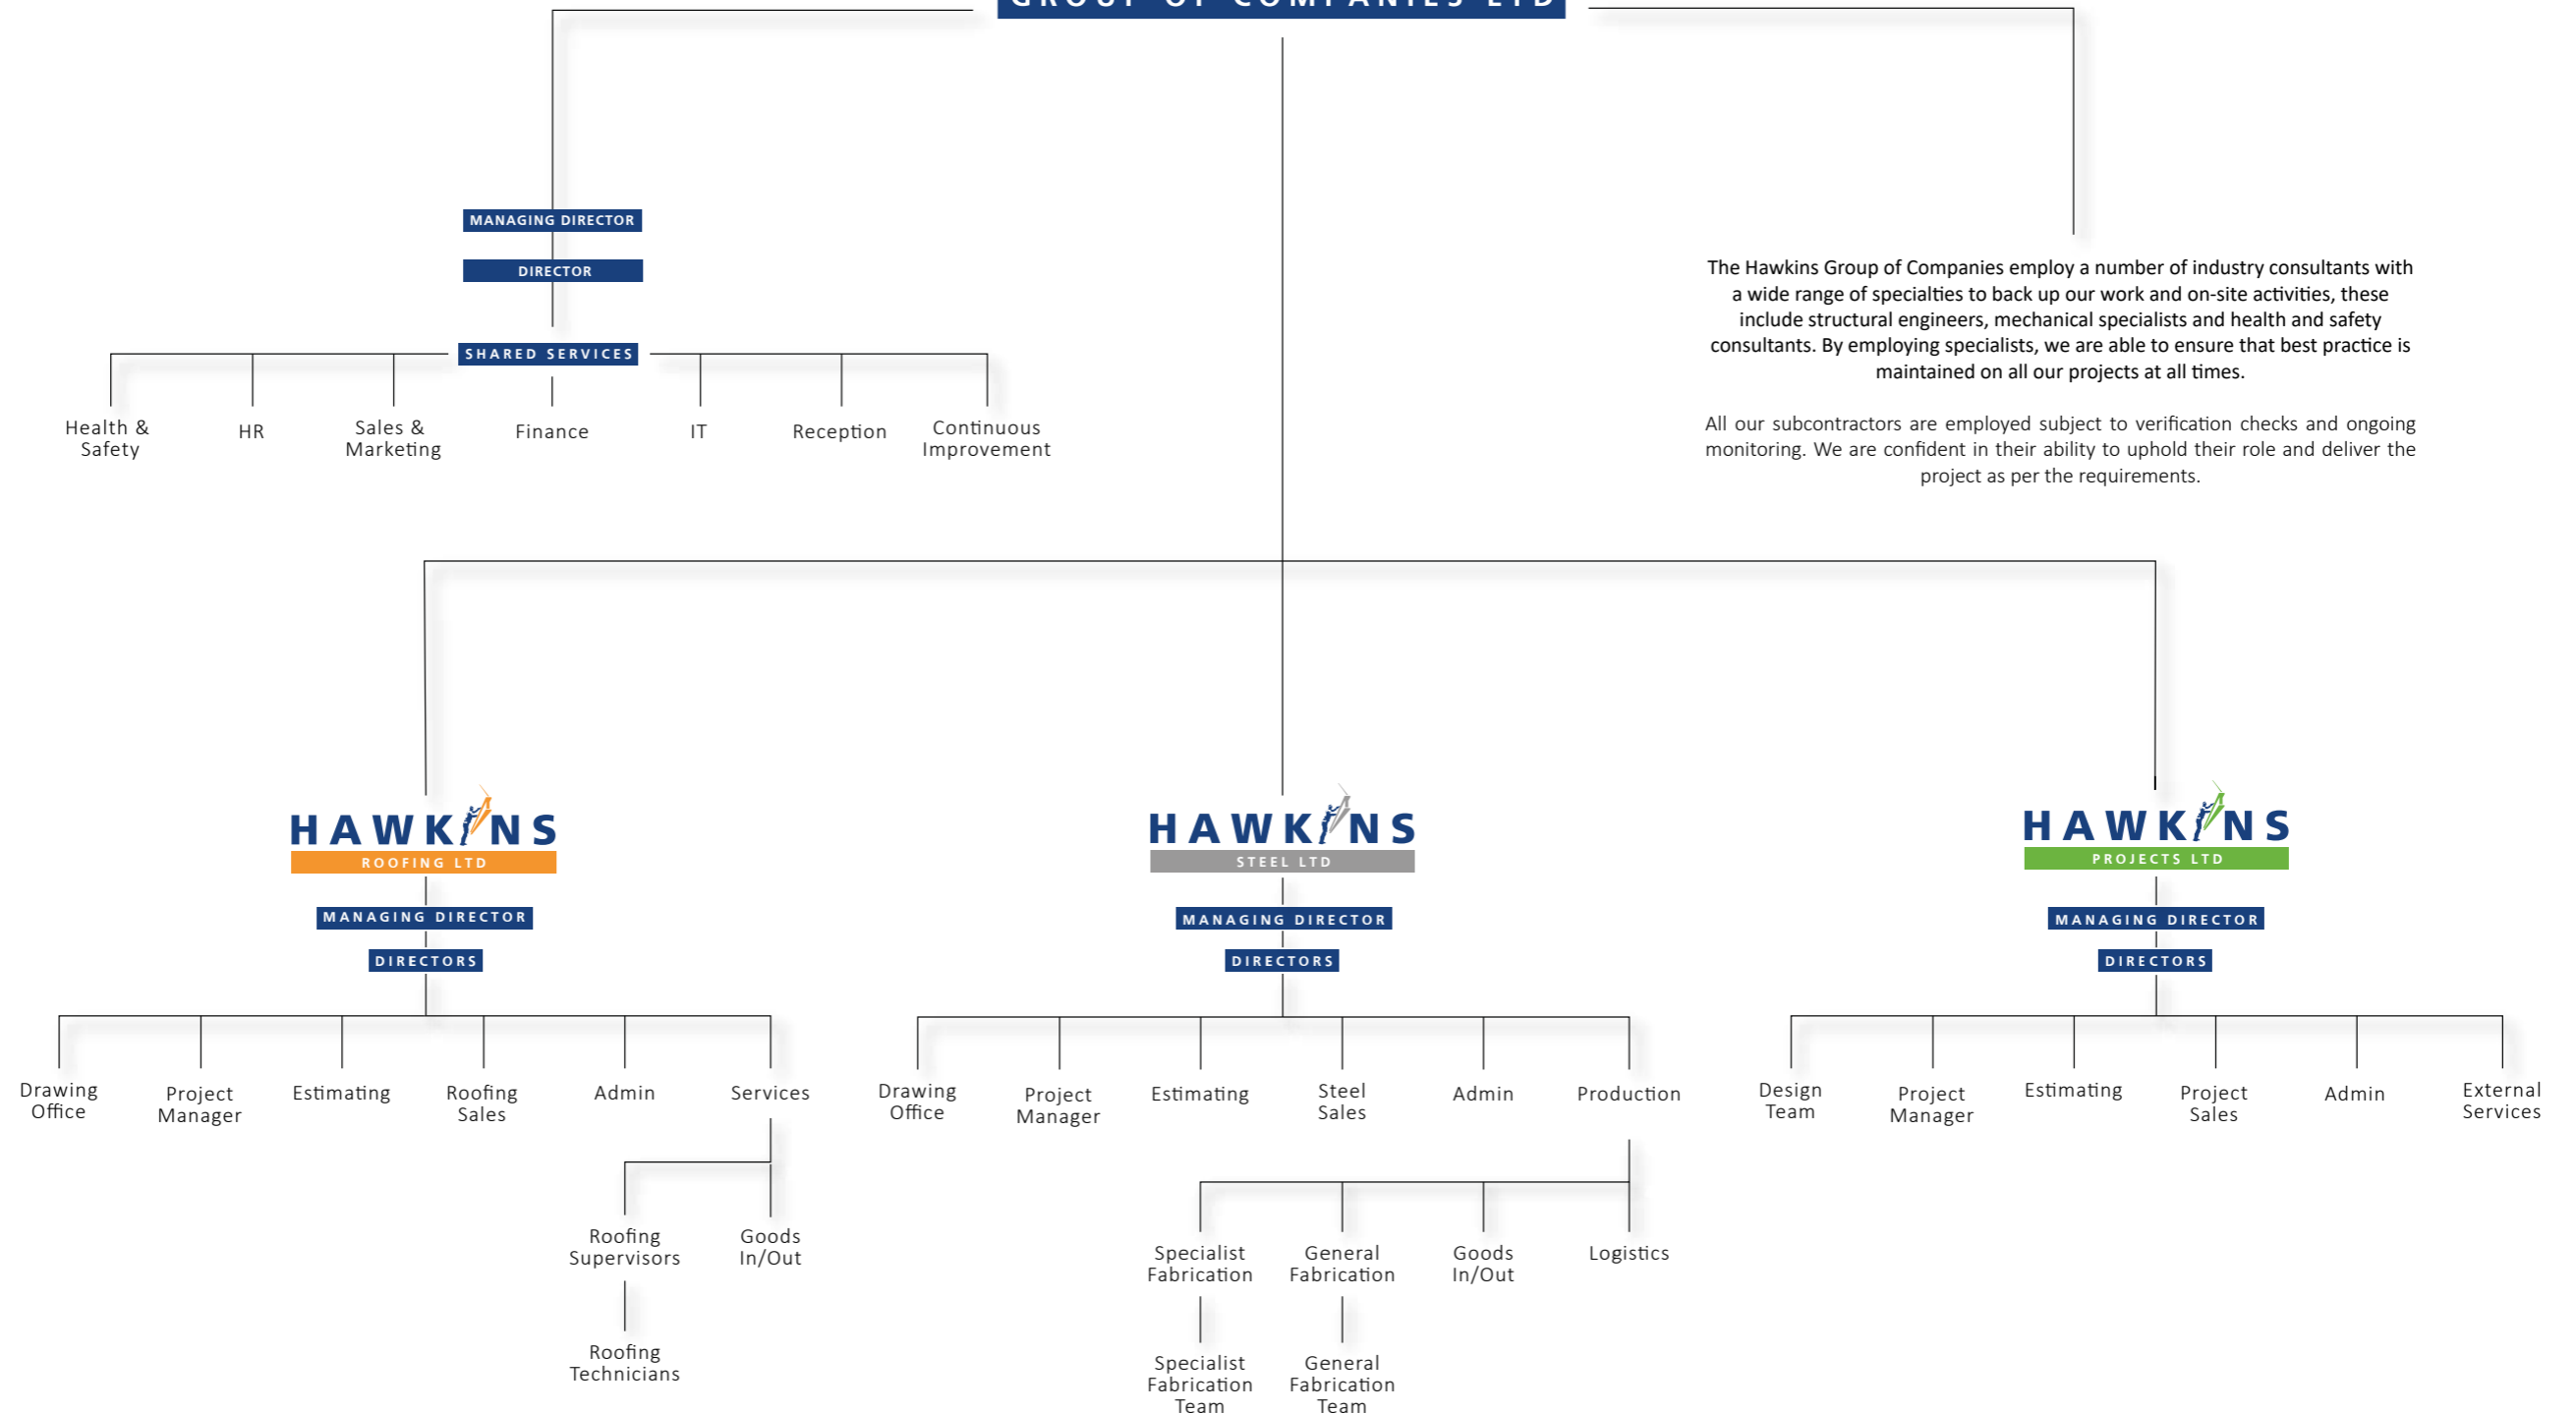 GROUP OF COMPANIES LTD
MANAGING DIRECTOR
DIRECTOR
SHARED SERVICES
Health &
Safety
HR
Sales &
Marketing
Finance
IT
Reception
Continuous
Improvement
The Hawkins Group of Companies employ a number of industry consultants with
a wide range of specialties to back up our work and on-site activities, these
include structural engineers, mechanical specialists and health and safety
consultants. By employing specialists, we are able to ensure that best practice is
maintained on all our projects at all times.
All our subcontractors are employed subject to verification checks and ongoing
monitoring. We are confident in their ability to uphold their role and deliver the
project as per the requirements.
HAWKINS
ROOFING LTD
MANAGING DIRECTOR
DIRECTORS
Drawing
Office
Project
Manager
Estimating
Roofing
Sales
Admin
Services
Roofing
Supervisors
Goods
In/Out
Roofing
Technicians
HAWKINS
STEEL LTD
MANAGING DIRECTOR
DIRECTORS
Drawing
Office
Project
Manager
Estimating
Steel
Sales
Admin
Production
Specialist
Fabrication
General
Fabrication
Goods
In/Out
Logistics
Specialist
Fabrication
Team
General
Fabrication
Team
HAWKINS
PROJECTS LTD
MANAGING DIRECTOR
DIRECTORS
Design
Team
Project
Manager
Estimating
Project
Sales
Admin
External
Services